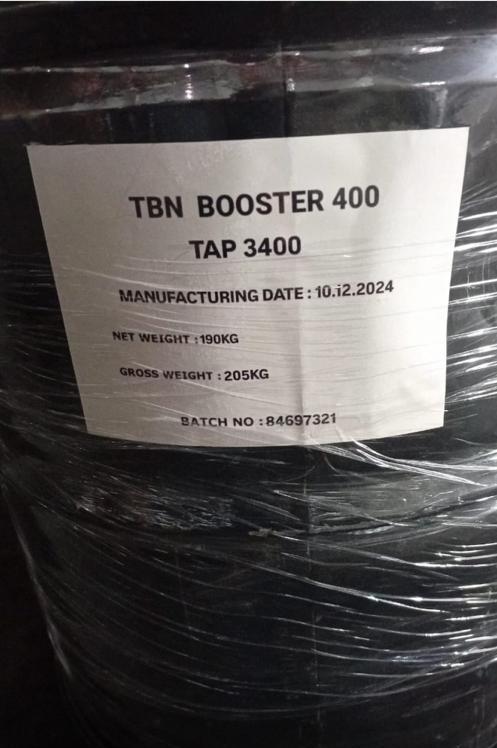 TBN BOOSTER 400
TAP 3400
MANUFACTURING DATE : 10.12.2024
NET WEIGHT : 190KG
GROSS WEIGHT : 205KG
BATCH NO : 84697321